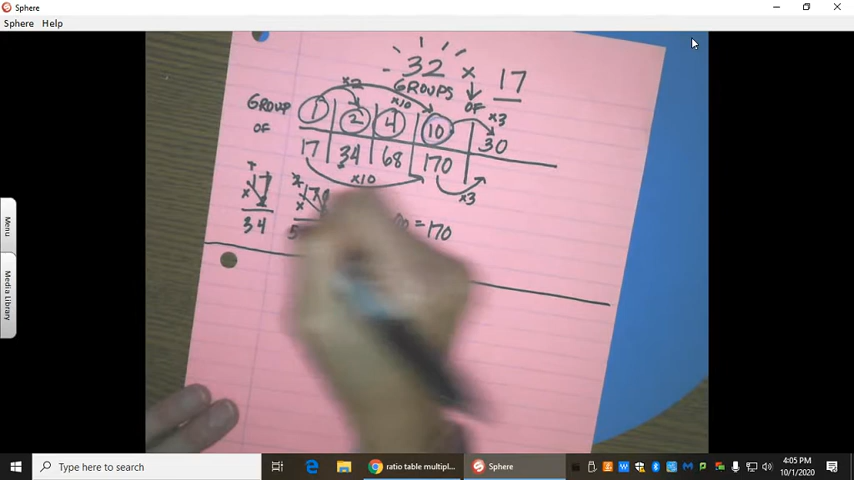 Sphere
Sphere Help
32 × 17
GROUPS
OF
GROUP
OF
×2
×10
×3
1 2 4 10 30
17 34 68 170
×10
×3
17
×2
34
= 170
Menu
Media Library
Type here to search
ratio table multipl...
Sphere
4:05 PM
10/1/2020